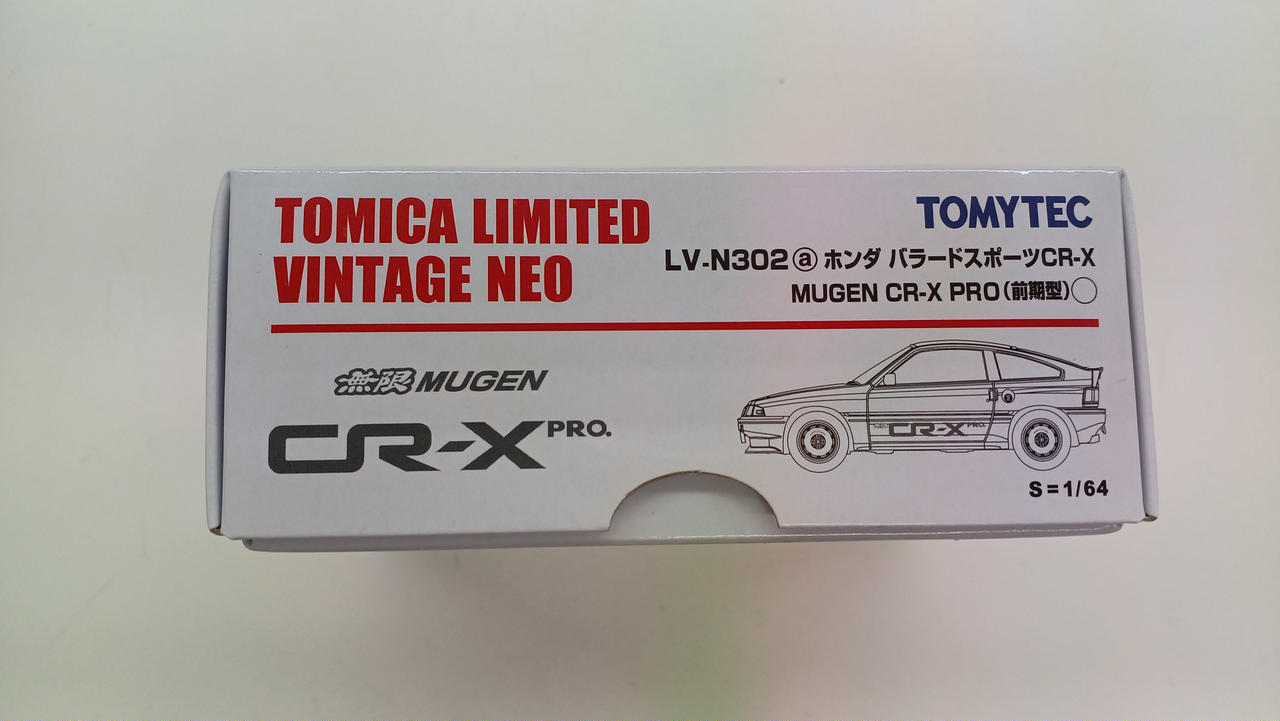 TOMICA LIMITED
VINTAGE NEO
TOMYTEC
LV-N302ⓐ ホンダ バラードスポーツCR-X
MUGEN CR-X PRO(前期型)○
無限 MUGEN
CR-X PRO.
CR-X PRO.
S=1/64